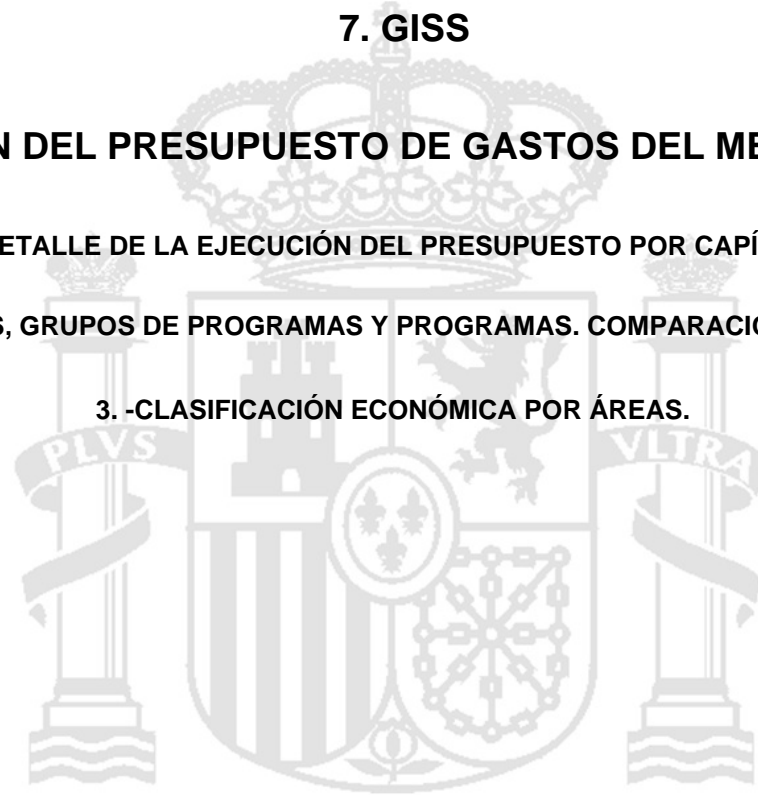 7. GISS
N DEL PRESUPUESTO DE GASTOS DEL ME
ETALLE DE LA EJECUCIÓN DEL PRESUPUESTO POR CAPÍ
S, GRUPOS DE PROGRAMAS Y PROGRAMAS. COMPARACIÓ
3. -CLASIFICACIÓN ECONÓMICA POR ÁREAS.
PLVS VLTRA